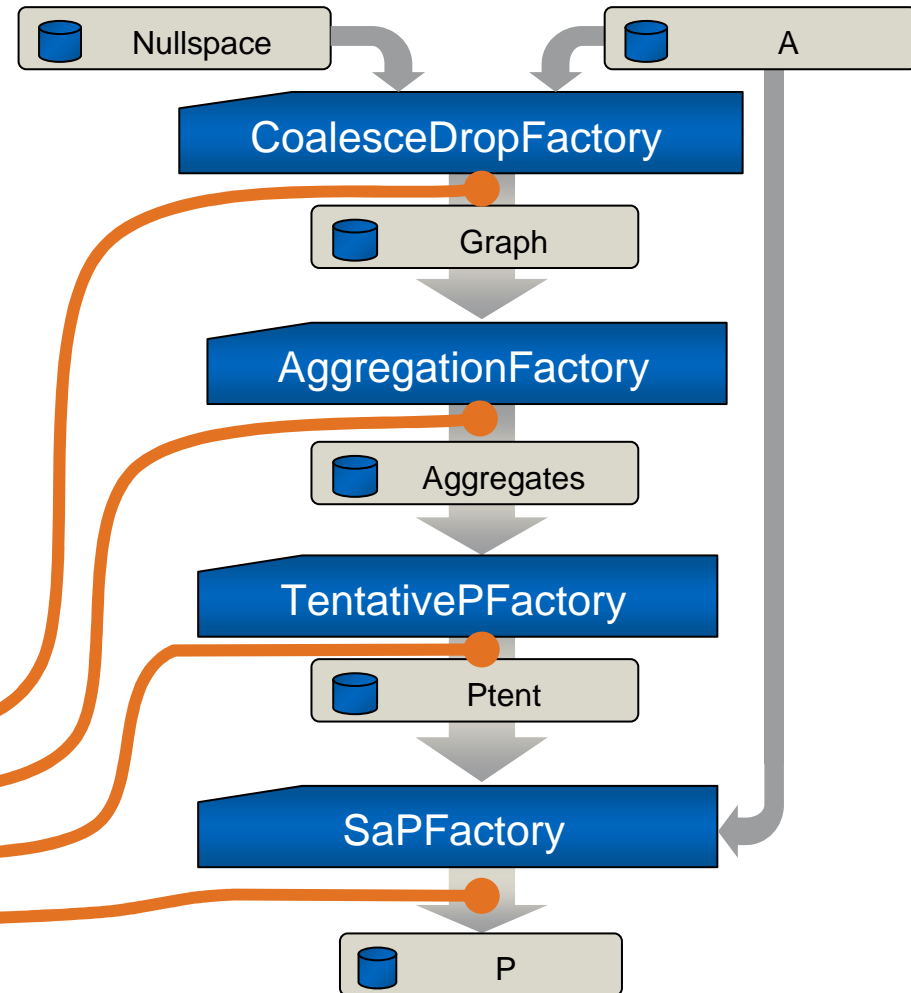 Nullspace
A
CoalesceDropFactory
Graph
AggregationFactory
Aggregates
TentativePFactory
Ptent
SaPFactory
P